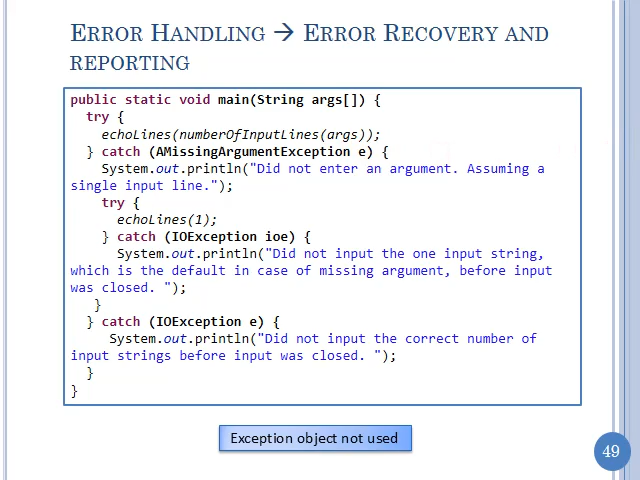 ERROR HANDLING → ERROR RECOVERY AND
REPORTING
public static void main(String args[]) {
try {
echoLines(numberOfInputLines(args));
} catch (AMissingArgumentException e) {
System.out.println("Did not enter an argument. Assuming a
single input line.");
try {
echoLines(1);
} catch (IOException ioe) {
System.out.println("Did not input the one input string,
which is the default in case of missing argument, before input
was closed. ");
}
} catch (IOException e) {
System.out.println("Did not input the correct number of
input strings before input was closed. ");
}
}
Exception object not used
49